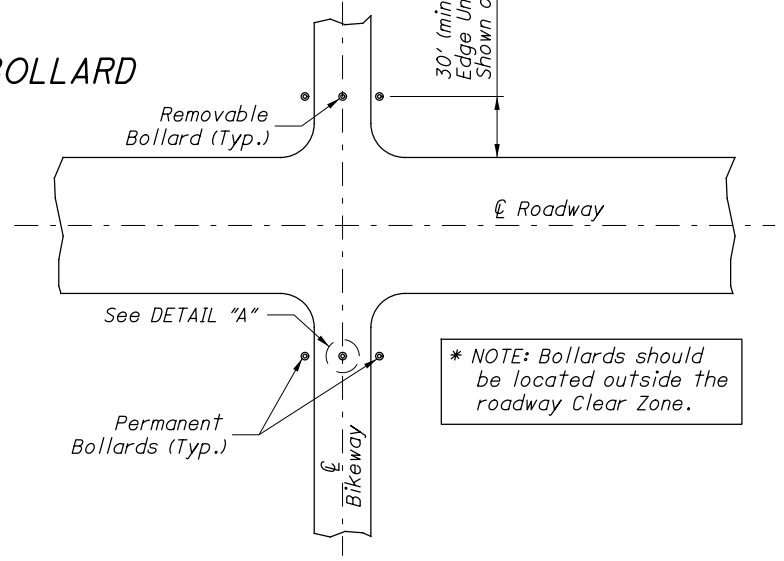 BOLLARD
30' (min
Edge Un
Shown o
Removable
Bollard (Typ.)
℄ Roadway
See DETAIL "A"
* NOTE: Bollards should
be located outside the
roadway Clear Zone.
Permanent
Bollards (Typ.)
℄
Bikeway